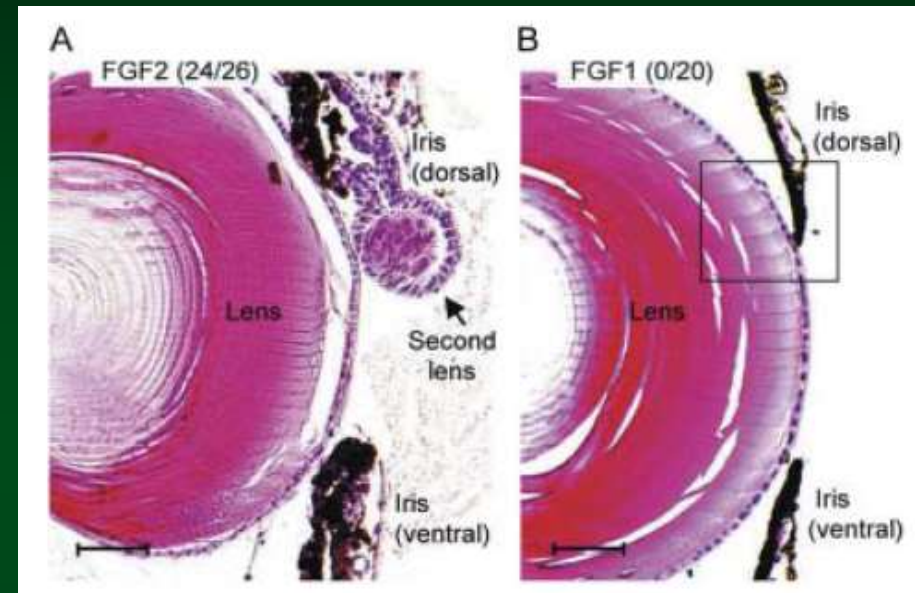 A
FGF2 (24/26)
Iris
(dorsal)
Lens
Second
lens
Iris
(ventral)
B
FGF1 (0/20)
Iris
(dorsal)
Lens
Iris
(ventral)